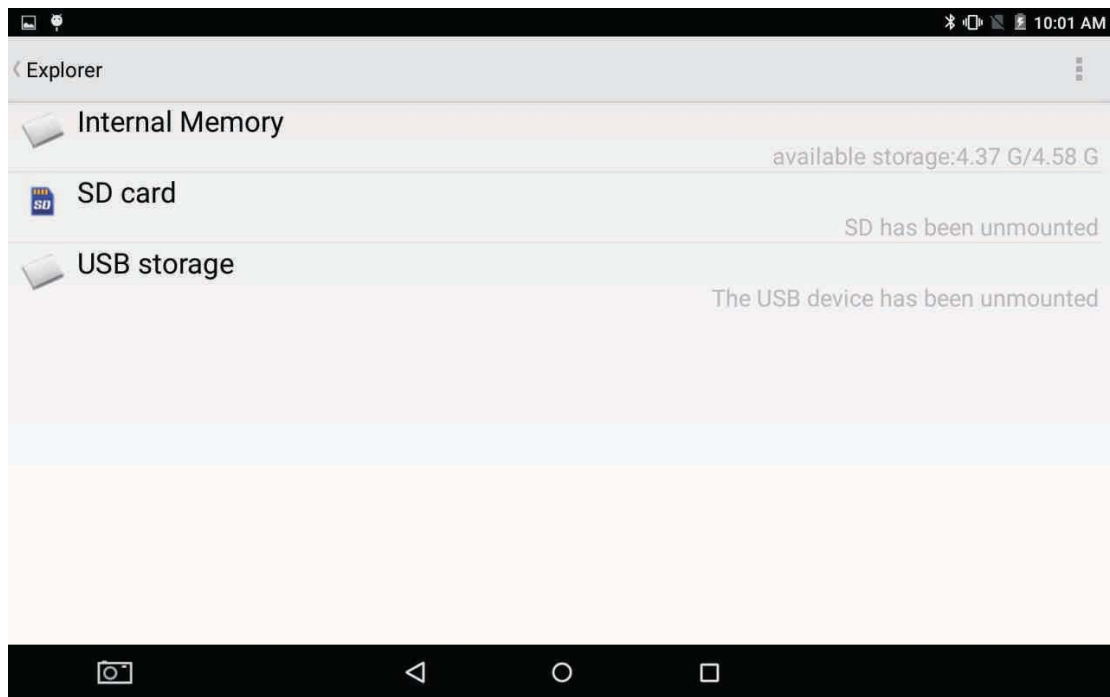 10:01 AM
Explorer
Internal Memory
available storage:4.37 G/4.58 G
SD card
SD
SD has been unmounted
USB storage
The USB device has been unmounted